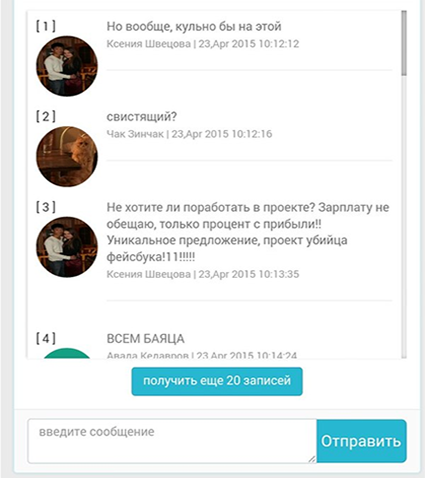 [ 1 ]
Но вообще, кульно бы на этой
Ксения Швецова | 23,Apr 2015 10:12:12
[ 2 ]
свистящий?
Чак Зинчак | 23,Apr 2015 10:12:16
[ 3 ]
Не хотите ли поработать в проекте? Зарплату не
обещаю, только процент с прибыли!!
Уникальное предложение, проект убийца
фейсбука!11!!!!!
Ксения Швецова | 23,Apr 2015 10:13:35
[ 4 ]
ВСЕМ БАЯЦА
Авада Кедавров | 23,Apr 2015 10:14:24
получить еще 20 записей
введите сообщение
Отправить